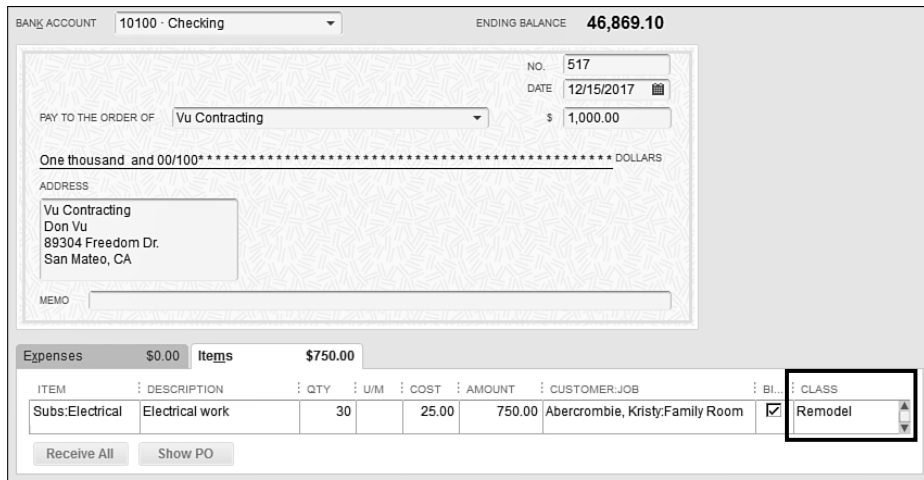 BANK ACCOUNT 10100 · Checking ENDING BALANCE 46,869.10
NO. 517
DATE 12/15/2017
PAY TO THE ORDER OF Vu Contracting $ 1,000.00
One thousand and 00/100* * * * * * * * * * * * * * * * * * * * * * * * * * * * * * * * * * * * * * * * * * * * * * * * * * DOLLARS
ADDRESS
Vu Contracting
Don Vu
89304 Freedom Dr.
San Mateo, CA
MEMO
Expenses $0.00 Items $750.00
ITEM DESCRIPTION QTY U/M COST AMOUNT CUSTOMER:JOB BI... CLASS
Subs:Electrical Electrical work 30 25.00 750.00 Abercrombie, Kristy:Family Room Remodel
Receive All Show PO